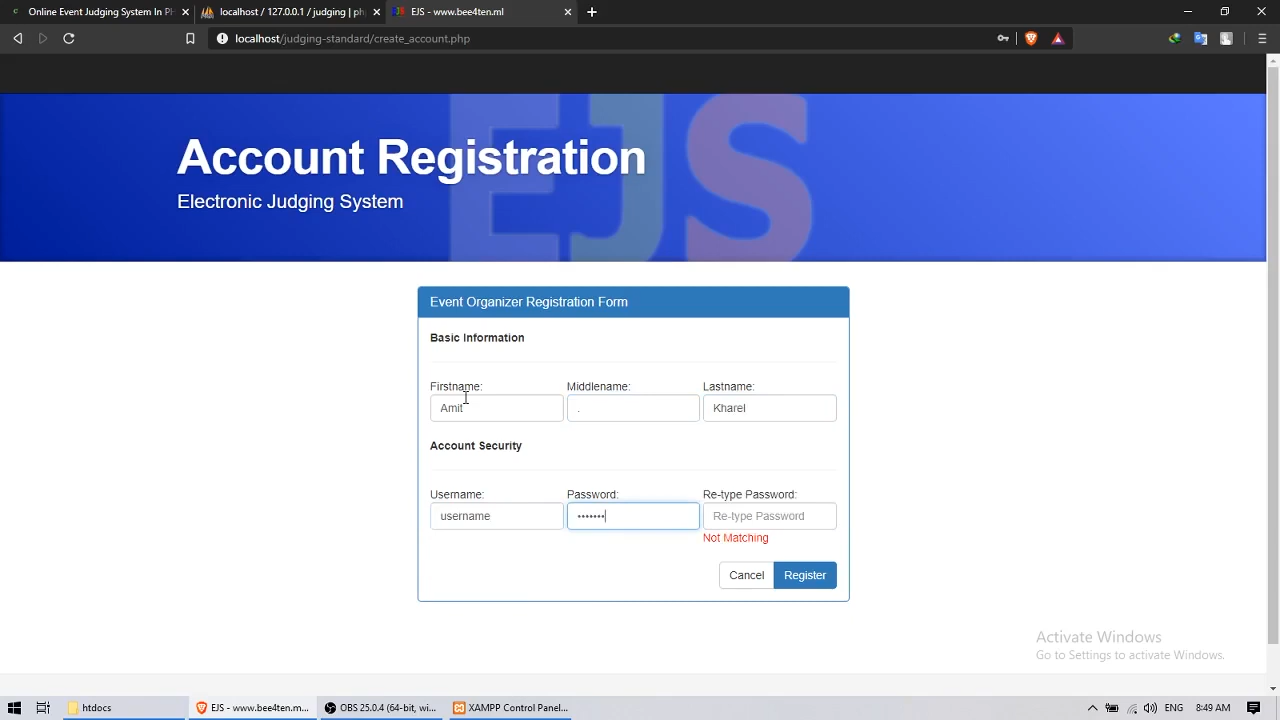 Online Event Judging System In PH
localhost / 127.0.0.1 / judging | ph
EJS - www.bee4ten.ml
localhost/judging-standard/create_account.php
EJS
Account Registration
Electronic Judging System
Event Organizer Registration Form
Basic Information
Firstname: Middlename: Lastname:
Amit . Kharel
Account Security
Username: Password: Re-type Password:
username ••••••• Re-type Password
Not Matching
Cancel Register
Activate Windows
Go to Settings to activate Windows.
htdocs EJS - www.bee4ten.m... OBS 25.0.4 (64-bit, wi... XAMPP Control Panel... ENG 8:49 AM